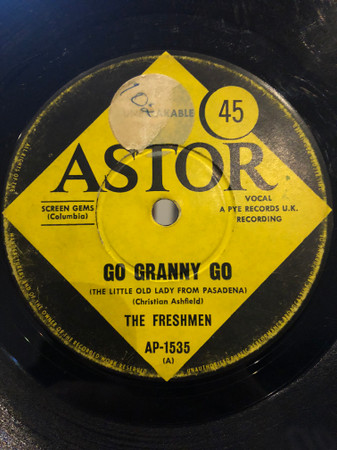 10c
AKABLE
45
ASTOR
SCREEN GEMS
(Columbia)
VOCAL
A PYE RECORDS U.K.
RECORDING
GO GRANNY GO
(THE LITTLE OLD LADY FROM PASADENA)
(Christian Ashfield)
THE FRESHMEN
AP-1535
(A)